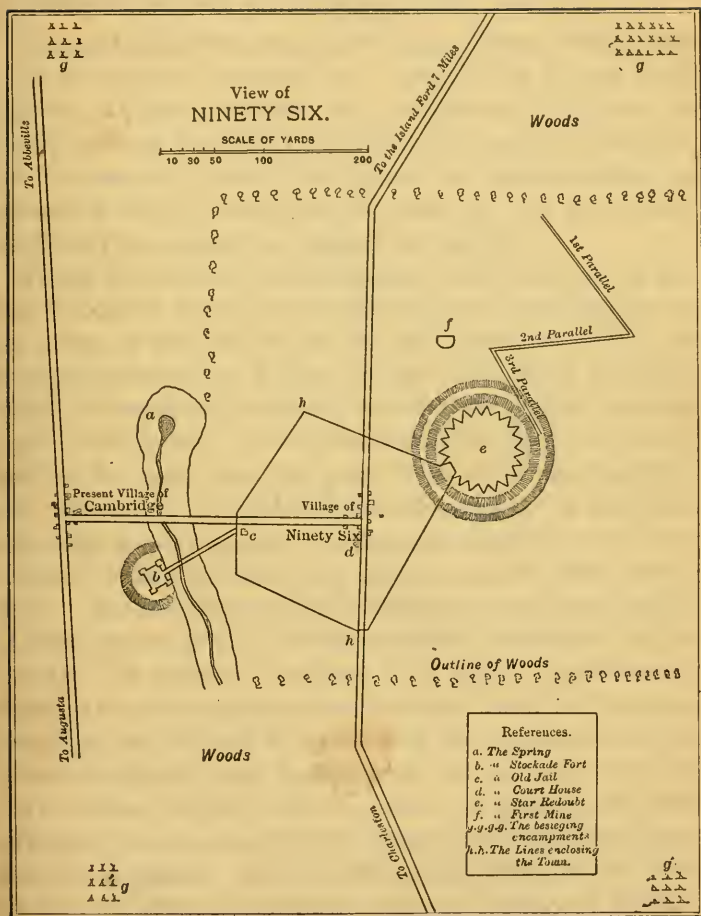 g
g
View of
NINETY SIX.
SCALE OF YARDS
10 30 50 100 200
To the Island Ford 7 Miles
Woods
To Abbevills
1st Parallel
2nd Parallel
3rd Parallel
f
h
a
e
Present Village of
Cambridge
Village of
Ninety Six
c
d
b
h
Outline of Woods
To Augusta
Woods
To Charleston
References.
a. The Spring
b. " Stockade Fort
c. " Old Jail
d. " Court House
e. " Star Redoubt
f. " First Mine
g.g.g.g. The besieging
encampments
h.h. The Lines enclosing
the Town.
g
g